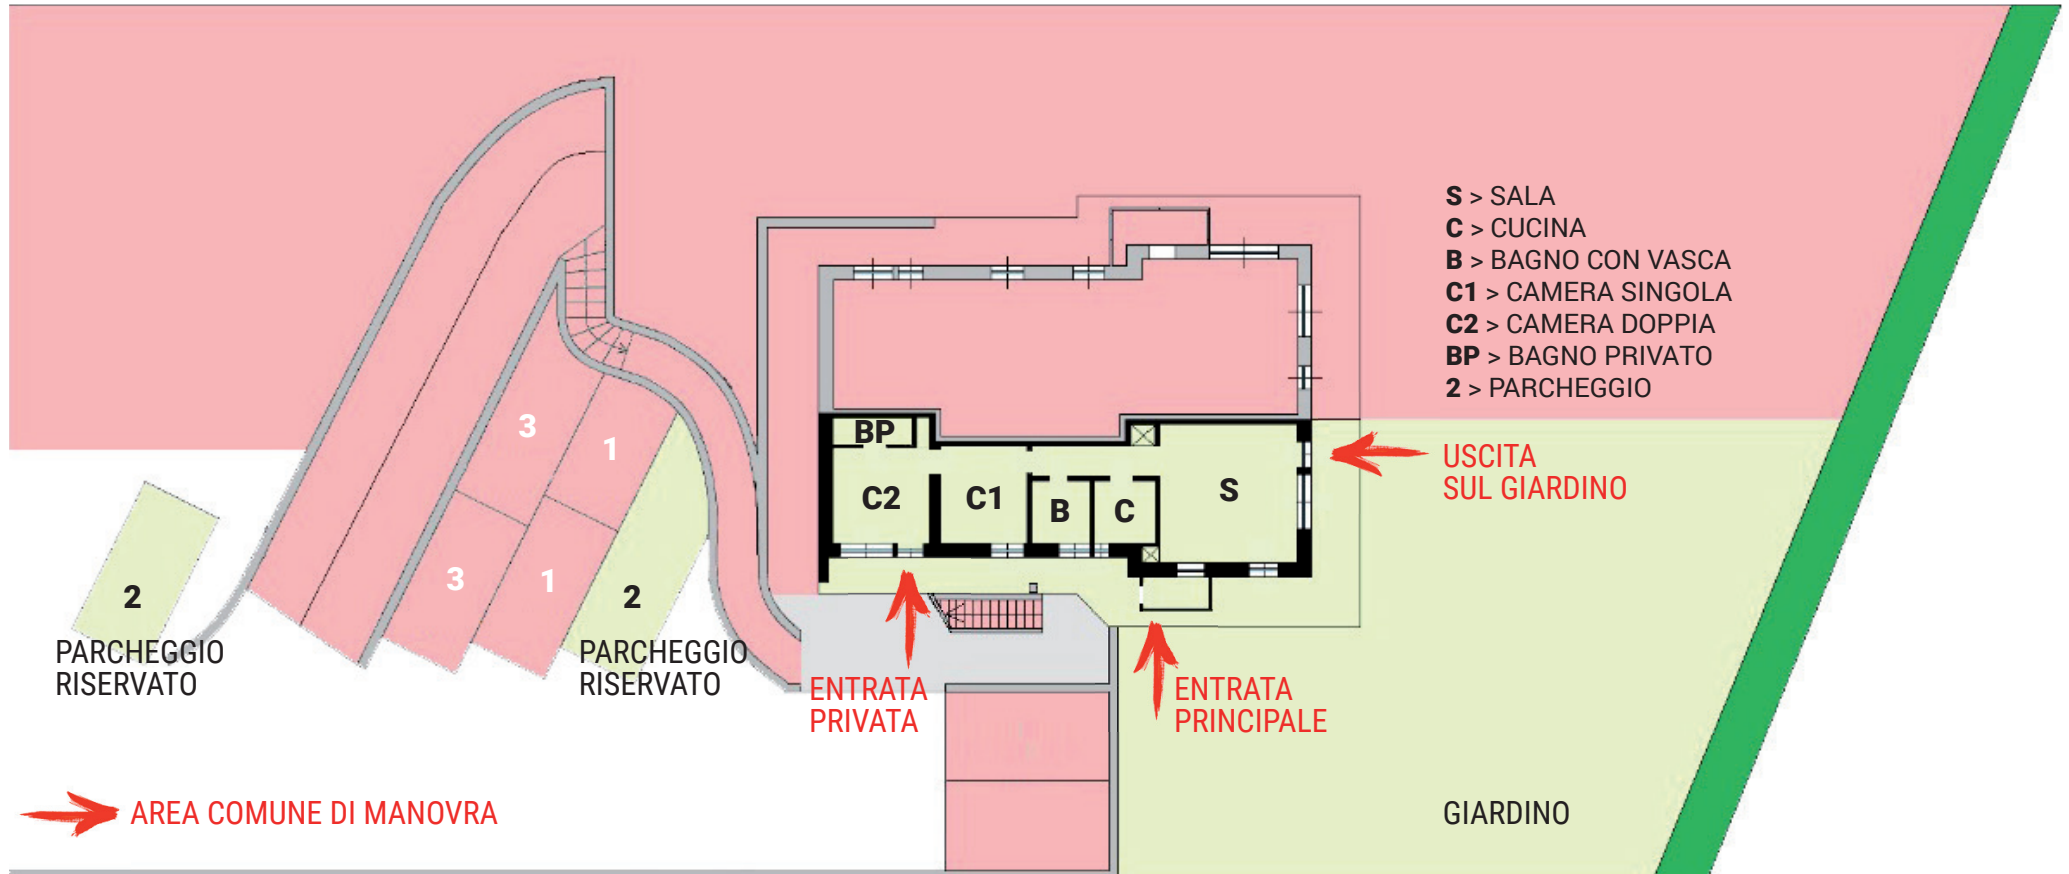 S > SALA
C > CUCINA
B > BAGNO CON VASCA
C1 > CAMERA SINGOLA
C2 > CAMERA DOPPIA
BP > BAGNO PRIVATO
2 > PARCHEGGIO
3
1
BP
USCITA
SUL GIARDINO
C2
C1
B
C
S
3
1
2
2
PARCHEGGIO
RISERVATO
PARCHEGGIO
RISERVATO
ENTRATA
PRIVATA
ENTRATA
PRINCIPALE
AREA COMUNE DI MANOVRA
GIARDINO